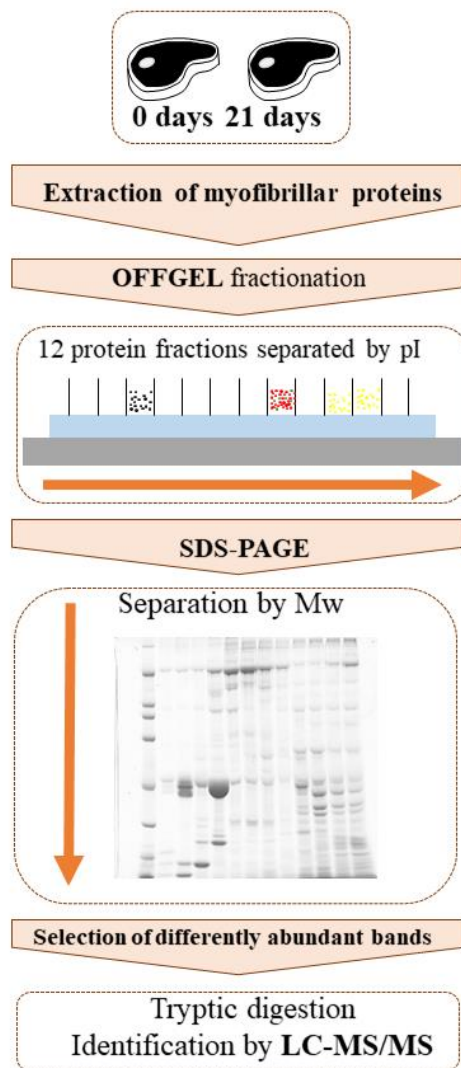 0 days 21 days
Extraction of myofibrillar proteins
OFFGEL fractionation
12 protein fractions separated by pI
SDS-PAGE
Separation by Mw
Selection of differently abundant bands
Tryptic digestion
Identification by LC-MS/MS